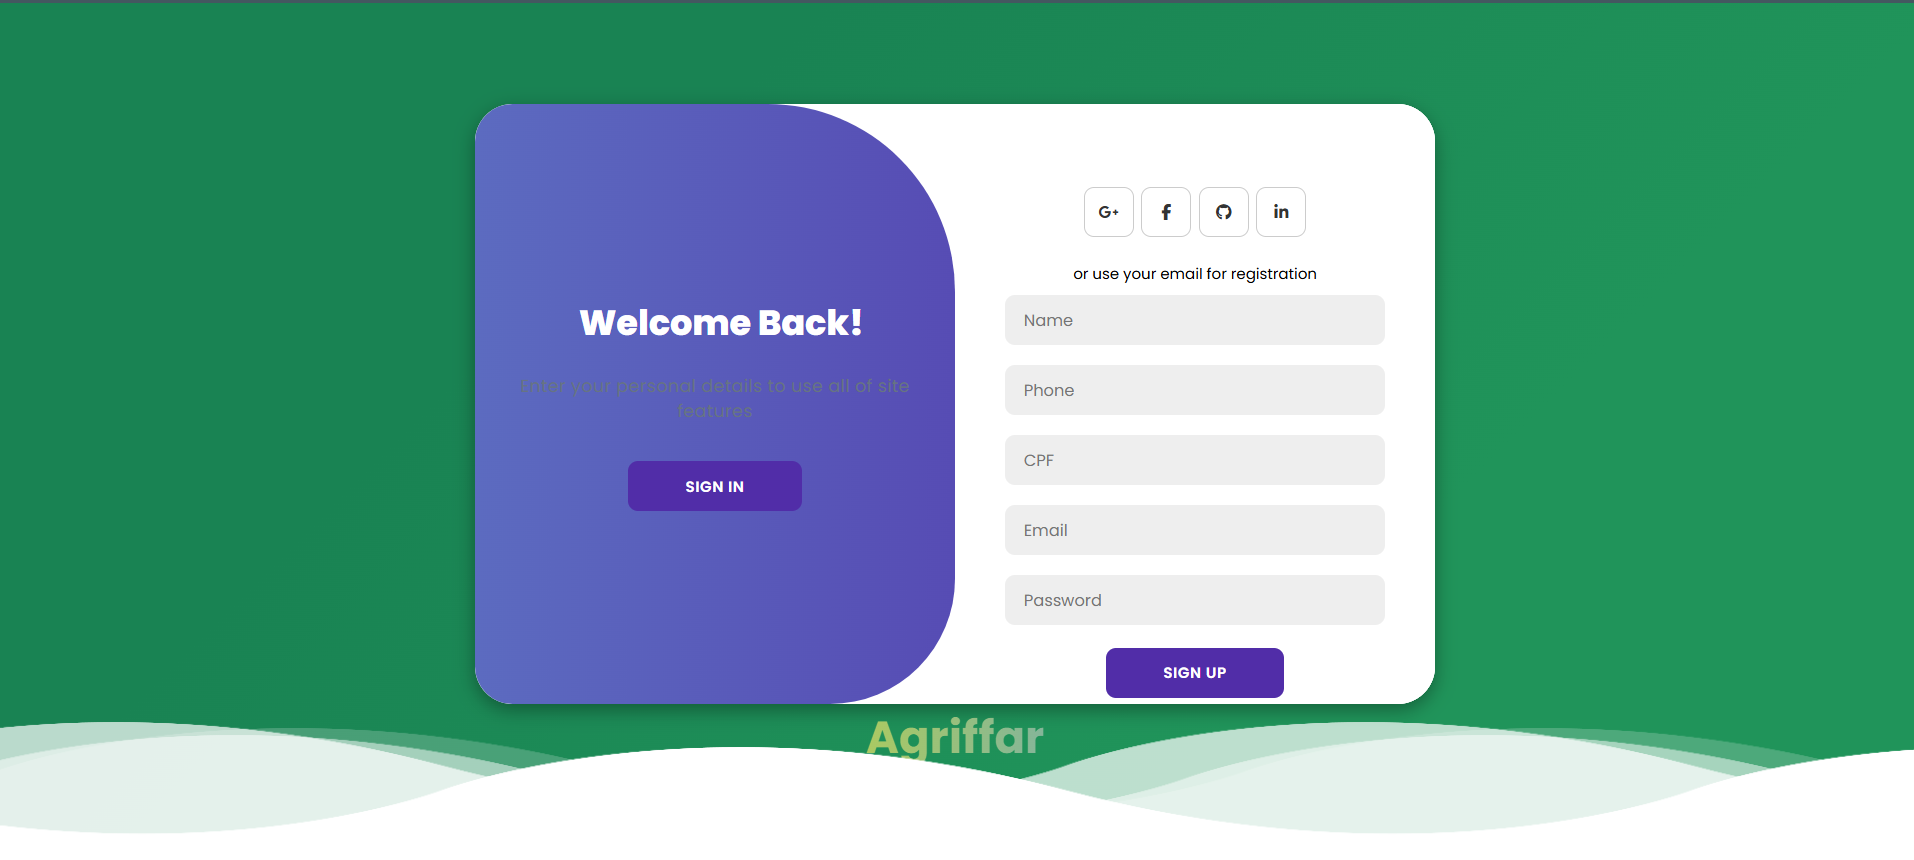 Welcome Back!
Enter your personal details to use all of site
features
SIGN IN
G+
f
in
or use your email for registration
Name
Phone
CPF
Email
Password
SIGN UP
Agriffar